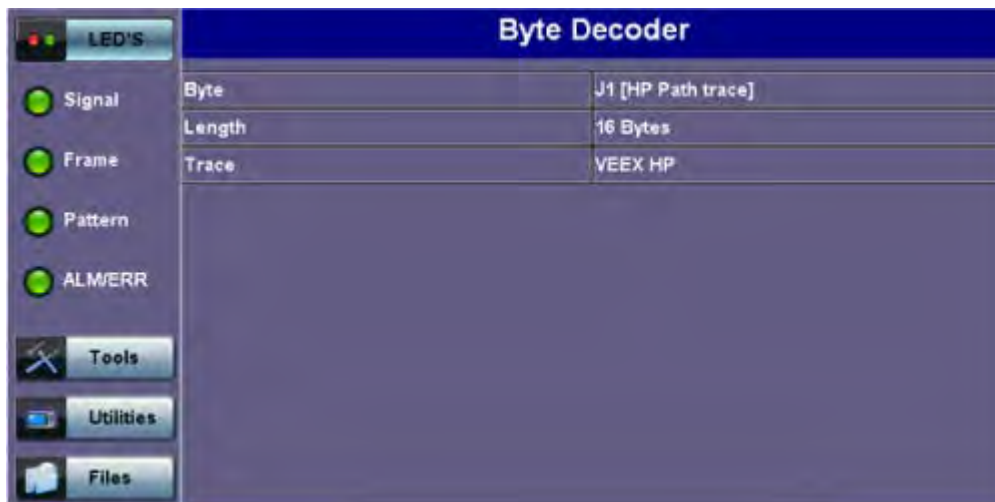 LED'S
Signal
Frame
Pattern
ALM/ERR
Tools
Utilities
Files
Byte Decoder
Byte J1 [HP Path trace]
Length 16 Bytes
Trace VEEX HP